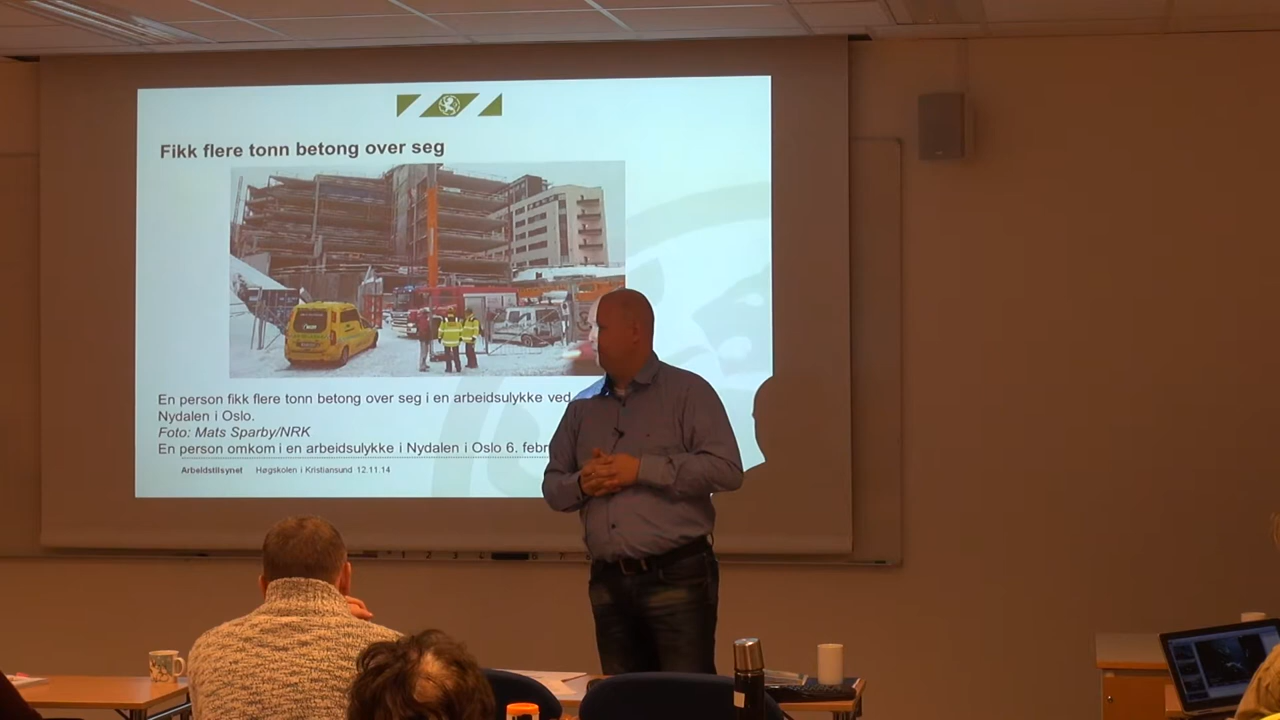 Fikk flere tonn betong over seg
En person fikk flere tonn betong over seg i en arbeidsulykke ved
Nydalen i Oslo.
Foto: Mats Sparby/NRK
En person omkom i en arbeidsulykke i Nydalen i Oslo 6. febr
Arbeidstilsynet Høgskolen i Kristiansund 12.11.14